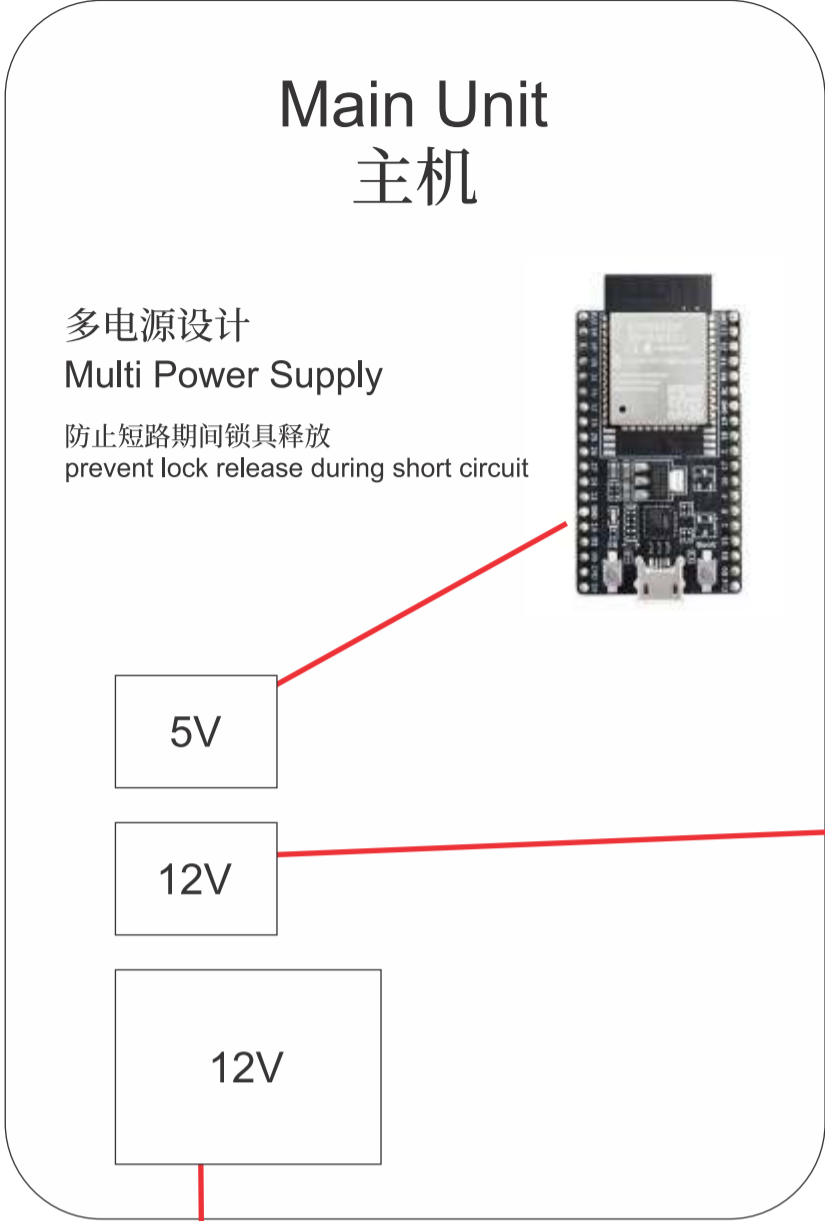 Main Unit
主机
多电源设计
Multi Power Supply
防止短路期间锁具释放
prevent lock release during short circuit
5V
12V
12V